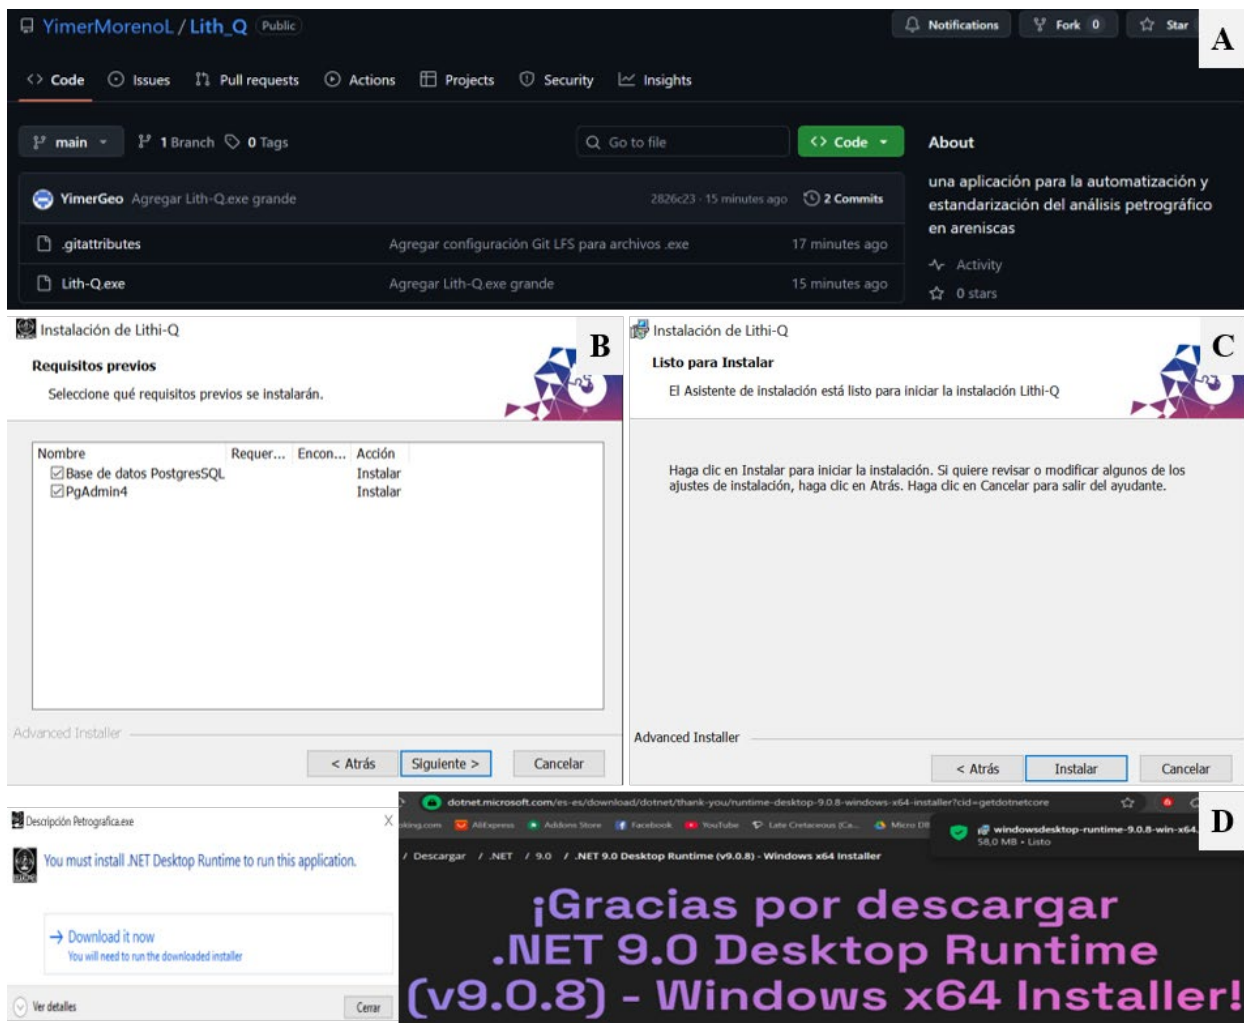 YimerMorenoL / Lith_Q Public
Notifications Fork 0 Star
A
Code Issues Pull requests Actions Projects Security Insights
main 1 Branch 0 Tags Go to file Code
About
una aplicación para la automatización y
estandarización del análisis petrográfico
en areniscas
Activity
0 stars
YimerGeo Agregar Lith-Q.exe grande 2826c23 · 15 minutes ago 2 Commits
.gitattributes Agregar configuración Git LFS para archivos .exe 17 minutes ago
Lith-Q.exe Agregar Lith-Q.exe grande 15 minutes ago
Instalación de Lithi-Q
B
Requisitos previos
Seleccione qué requisitos previos se instalarán.
Nombre Requer... Encon... Acción
Base de datos PostgresSQL Instalar
PgAdmin4 Instalar
Advanced Installer
< Atrás Siguiente > Cancelar
Instalación de Lithi-Q
C
Listo para Instalar
El Asistente de instalación está listo para iniciar la instalación Lithi-Q
Haga clic en Instalar para iniciar la instalación. Si quiere revisar o modificar algunos de los
ajustes de instalación, haga clic en Atrás. Haga clic en Cancelar para salir del ayudante.
Advanced Installer
< Atrás Instalar Cancelar
Descripción Petrografica.exe
You must install .NET Desktop Runtime to run this application.
Download it now
You will need to run the downloaded installer
Ver detalles Cerrar
dotnet.microsoft.com/es-es/download/dotnet/thank-you/runtime-desktop-9.0.8-windows-x64-installer?cid=getdotnetcore
oking.com AliExpress Addons Store Facebook YouTube Late Cretaceous (Ca... Micro DB
windowsdesktop-runtime-9.0.8-win-x64.
58,0 MB • Listo
D
/ Descargar / .NET / 9.0 / .NET 9.0 Desktop Runtime (v9.0.8) - Windows x64 Installer
¡Gracias por descargar
.NET 9.0 Desktop Runtime
(v9.0.8) - Windows x64 Installer!